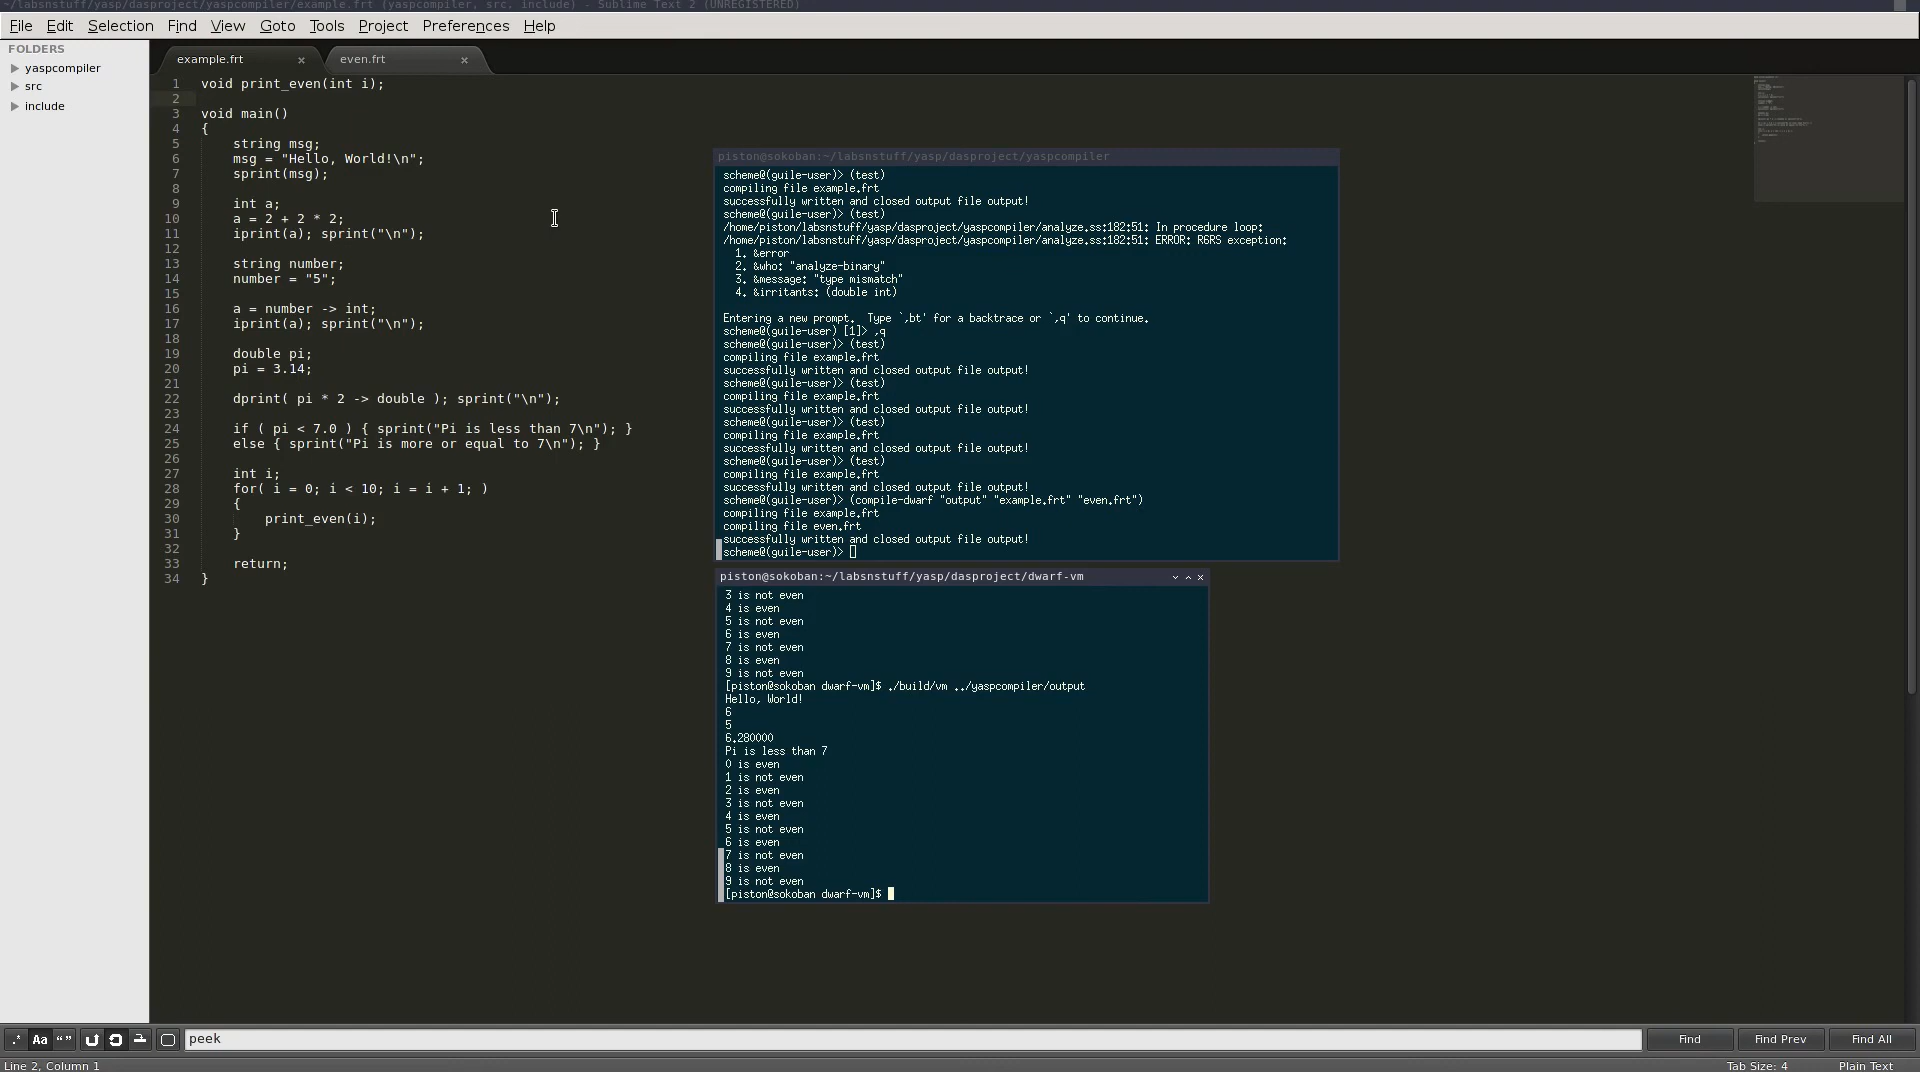 ~/labsnstuff/yasp/dasproject/yaspcompiler/example.frt (yaspcompiler, src, include) - Sublime Text 2 (UNREGISTERED)
File Edit Selection Find View Goto Tools Project Preferences Help
FOLDERS
yaspcompiler
src
include
example.frt × even.frt ×
1 void print_even(int i);
2
3 void main()
4 {
5 string msg;
6 msg = "Hello, World!\n";
7 sprint(msg);
8
9 int a;
10 a = 2 + 2 * 2;
11 iprint(a); sprint("\n");
12
13 string number;
14 number = "5";
15
16 a = number -> int;
17 iprint(a); sprint("\n");
18
19 double pi;
20 pi = 3.14;
21
22 dprint( pi * 2 -> double ); sprint("\n");
23
24 if ( pi < 7.0 ) { sprint("Pi is less than 7\n"); }
25 else { sprint("Pi is more or equal to 7\n"); }
26
27 int i;
28 for( i = 0; i < 10; i = i + 1; )
29 {
30 print_even(i);
31 }
32
33 return;
34 }
piston@sokoban:~/labsnstuff/yasp/dasproject/yaspcompiler
scheme@(guile-user)> (test)
compiling file example.frt
successfully written and closed output file output!
scheme@(guile-user)> (test)
/home/piston/labsnstuff/yasp/dasproject/yaspcompiler/analyze.ss:182:51: In procedure loop:
/home/piston/labsnstuff/yasp/dasproject/yaspcompiler/analyze.ss:182:51: ERROR: R6RS exception:
1. &error
2. &who: "analyze-binary"
3. &message: "type mismatch"
4. &irritants: (double int)
Entering a new prompt.  Type `,bt' for a backtrace or `,q' to continue.
scheme@(guile-user) [1]> ,q
scheme@(guile-user)> (test)
compiling file example.frt
successfully written and closed output file output!
scheme@(guile-user)> (test)
compiling file example.frt
successfully written and closed output file output!
scheme@(guile-user)> (test)
compiling file example.frt
successfully written and closed output file output!
scheme@(guile-user)> (test)
compiling file example.frt
successfully written and closed output file output!
scheme@(guile-user)> (compile-dwarf "output" "example.frt" "even.frt")
compiling file example.frt
compiling file even.frt
successfully written and closed output file output!
scheme@(guile-user)>
piston@sokoban:~/labsnstuff/yasp/dasproject/dwarf-vm
3 is not even
4 is even
5 is not even
6 is even
7 is not even
8 is even
9 is not even
[piston@sokoban dwarf-vm]$ ./build/vm ../yaspcompiler/output
Hello, World!
6
5
6.280000
Pi is less than 7
0 is even
1 is not even
2 is even
3 is not even
4 is even
5 is not even
6 is even
7 is not even
8 is even
9 is not even
[piston@sokoban dwarf-vm]$
.* Aa “” peek Find Find Prev Find All
Line 2, Column 1 Tab Size: 4 Plain Text